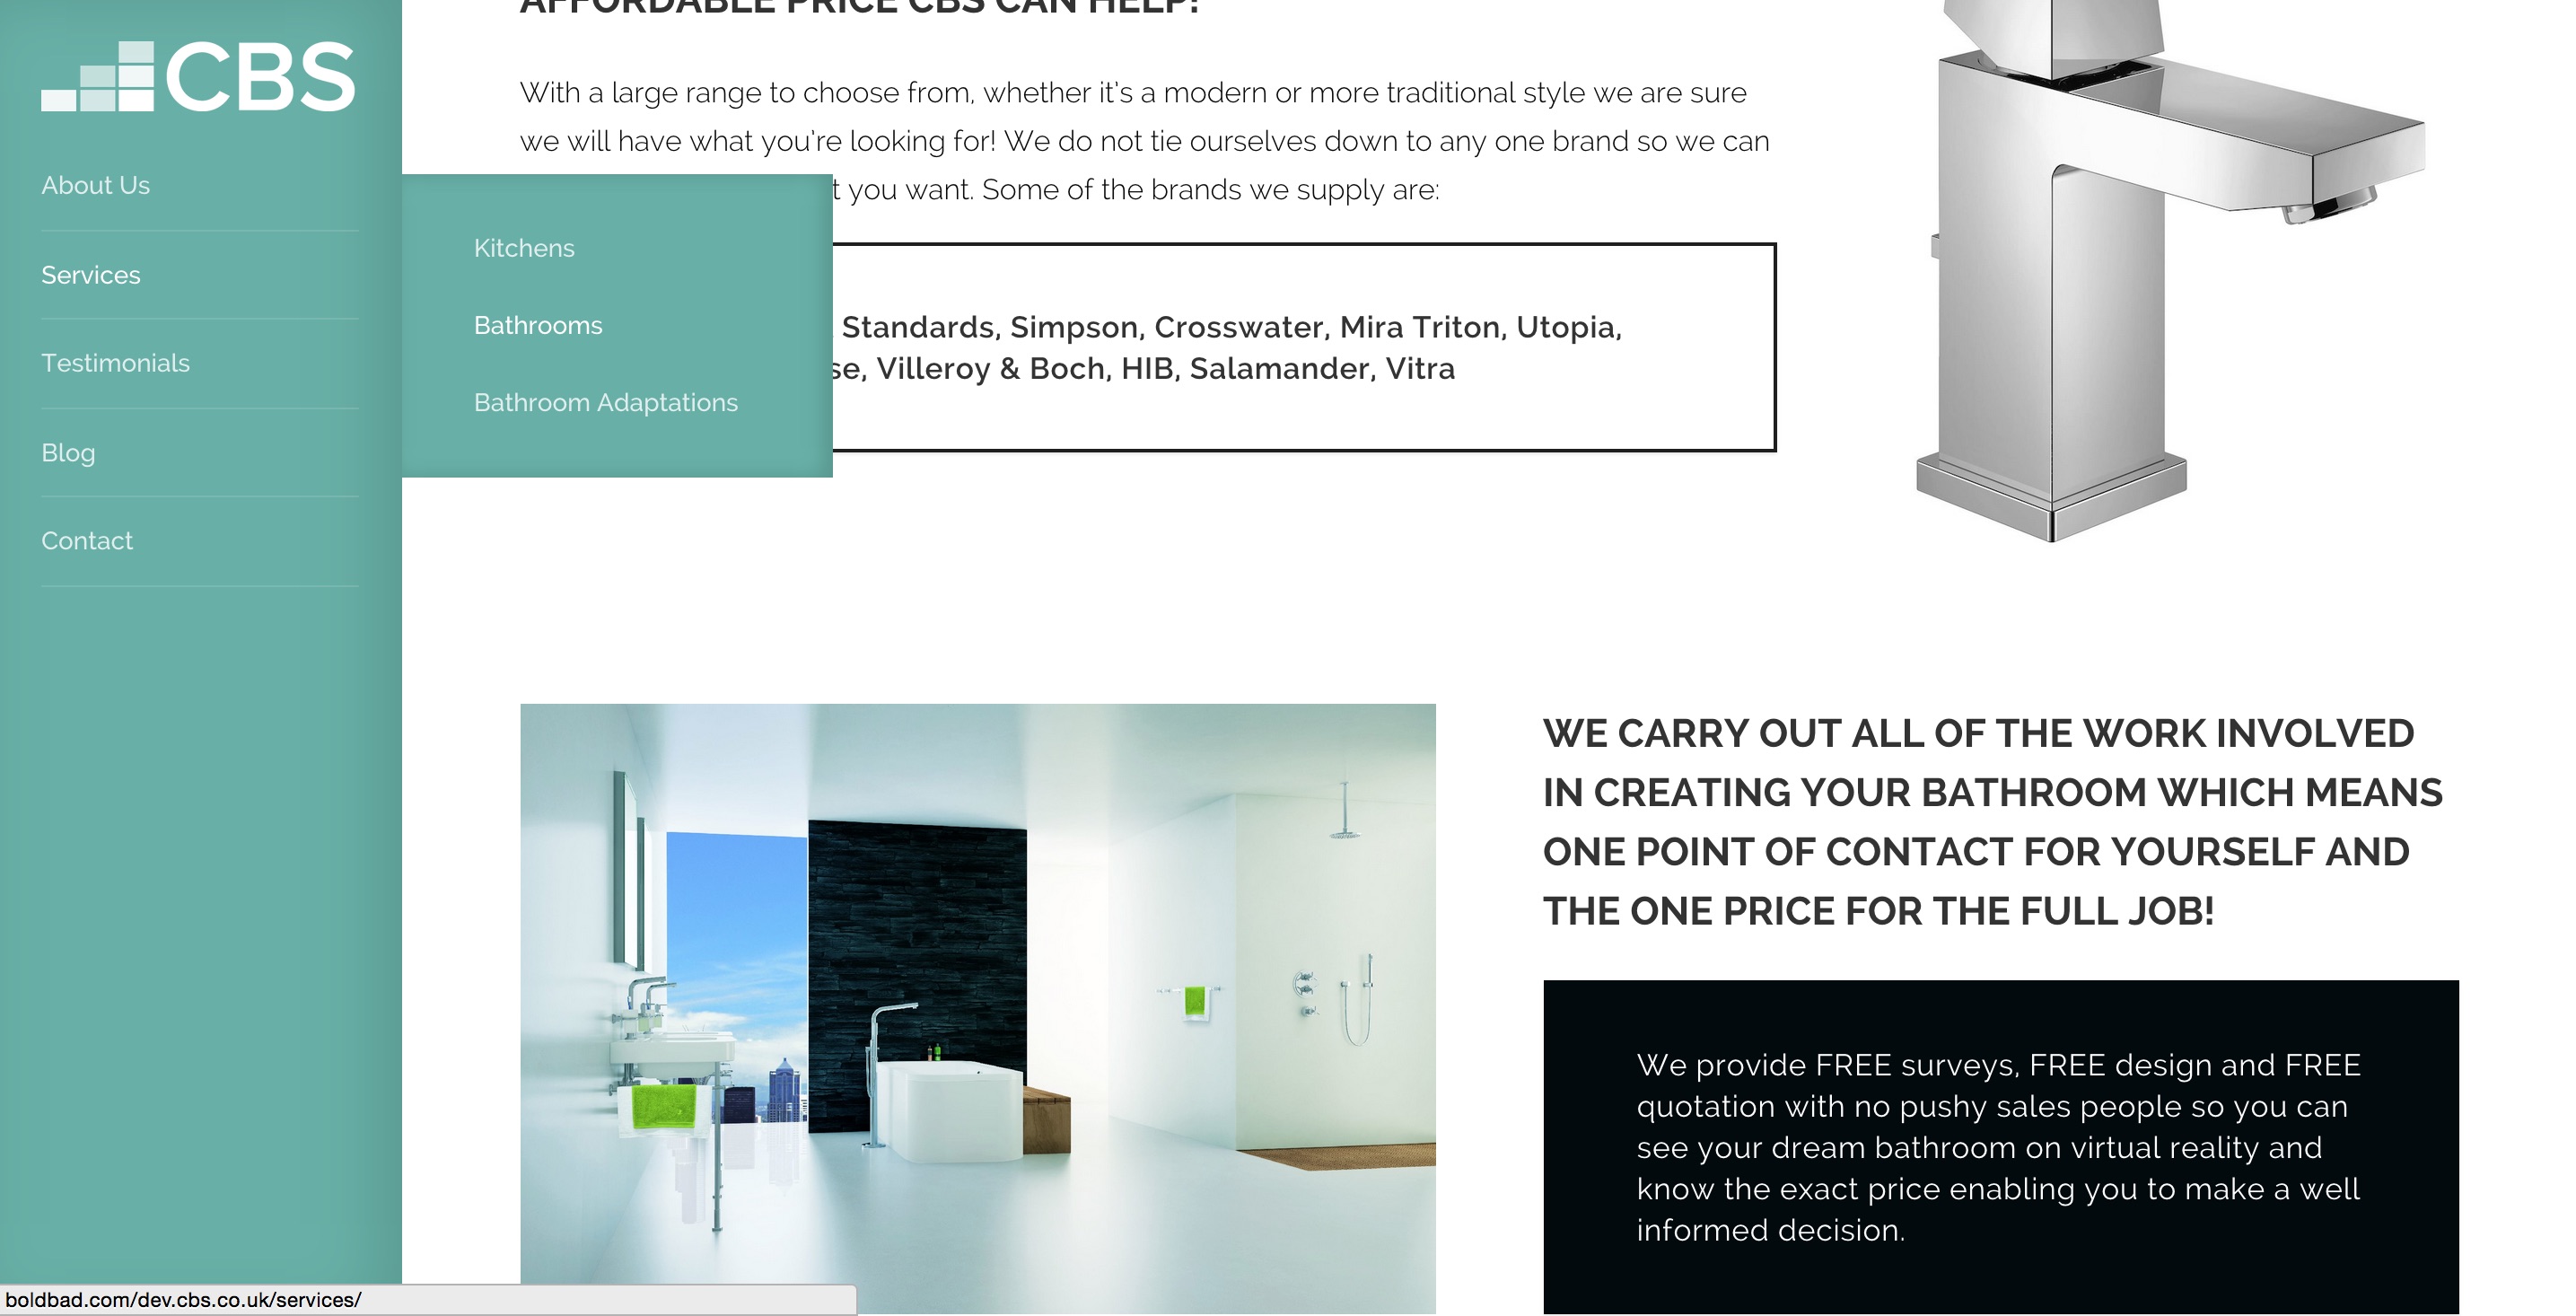 CBS
About Us
Services
Testimonials
Blog
Contact
Kitchens
Bathrooms
Bathroom Adaptations
AFFORDABLE PRICE CBS CAN HELP!
With a large range to choose from, whether it's a modern or more traditional style we are sure
we will have what you're looking for! We do not tie ourselves down to any one brand so we can
you want. Some of the brands we supply are:
Standards, Simpson, Crosswater, Mira Triton, Utopia,
Villeroy & Boch, HIB, Salamander, Vitra
WE CARRY OUT ALL OF THE WORK INVOLVED
IN CREATING YOUR BATHROOM WHICH MEANS
ONE POINT OF CONTACT FOR YOURSELF AND
THE ONE PRICE FOR THE FULL JOB!
We provide FREE surveys, FREE design and FREE
quotation with no pushy sales people so you can
see your dream bathroom on virtual reality and
know the exact price enabling you to make a well
informed decision.
boldbad.com/dev.cbs.co.uk/services/